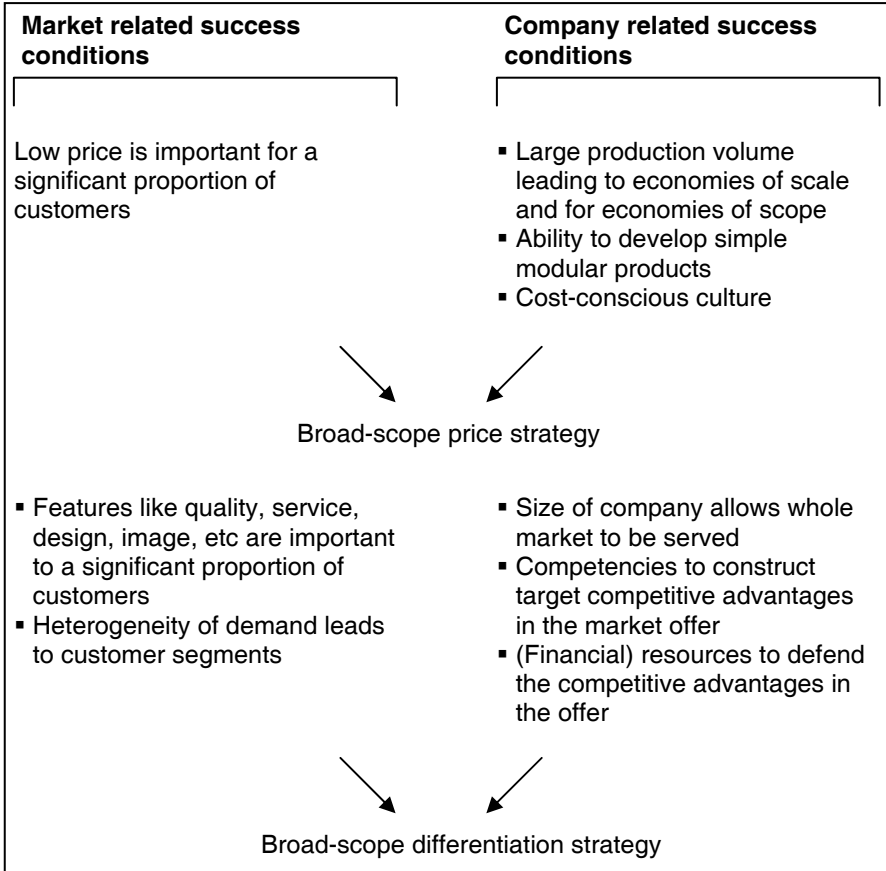 Market related success
conditions
Company related success
conditions
Low price is important for a
significant proportion of
customers
▪ Large production volume
leading to economies of scale
and for economies of scope
▪ Ability to develop simple
modular products
▪ Cost-conscious culture
Broad-scope price strategy
▪ Features like quality, service,
design, image, etc are important
to a significant proportion of
customers
▪ Heterogeneity of demand leads
to customer segments
▪ Size of company allows whole
market to be served
▪ Competencies to construct
target competitive advantages
in the market offer
▪ (Financial) resources to defend
the competitive advantages in
the offer
Broad-scope differentiation strategy